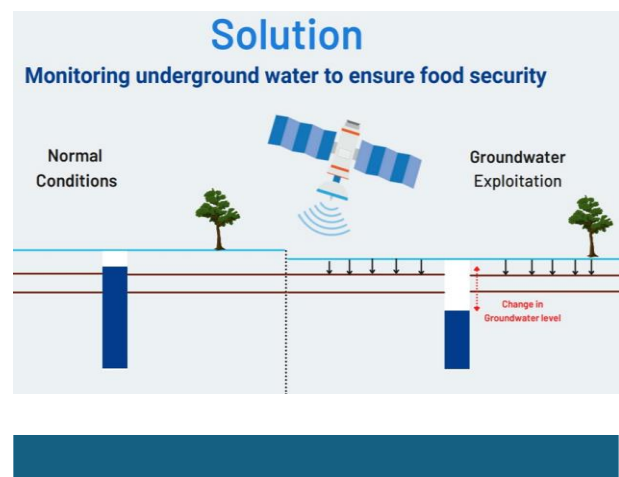 Solution
Monitoring underground water to ensure food security
Normal
Conditions
Groundwater
Exploitation
Change in
Groundwater level